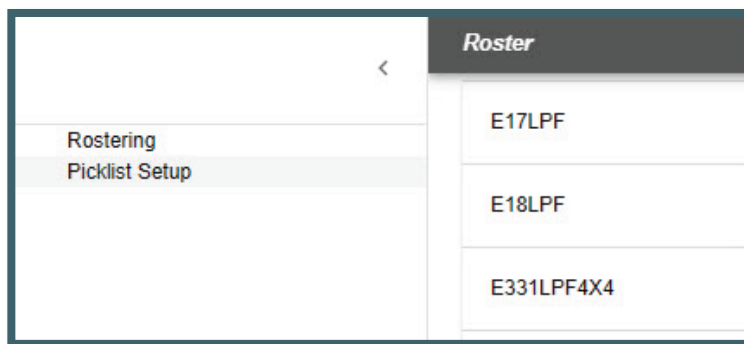 Roster
Rostering
Picklist Setup
E17LPF
E18LPF
E331LPF4X4